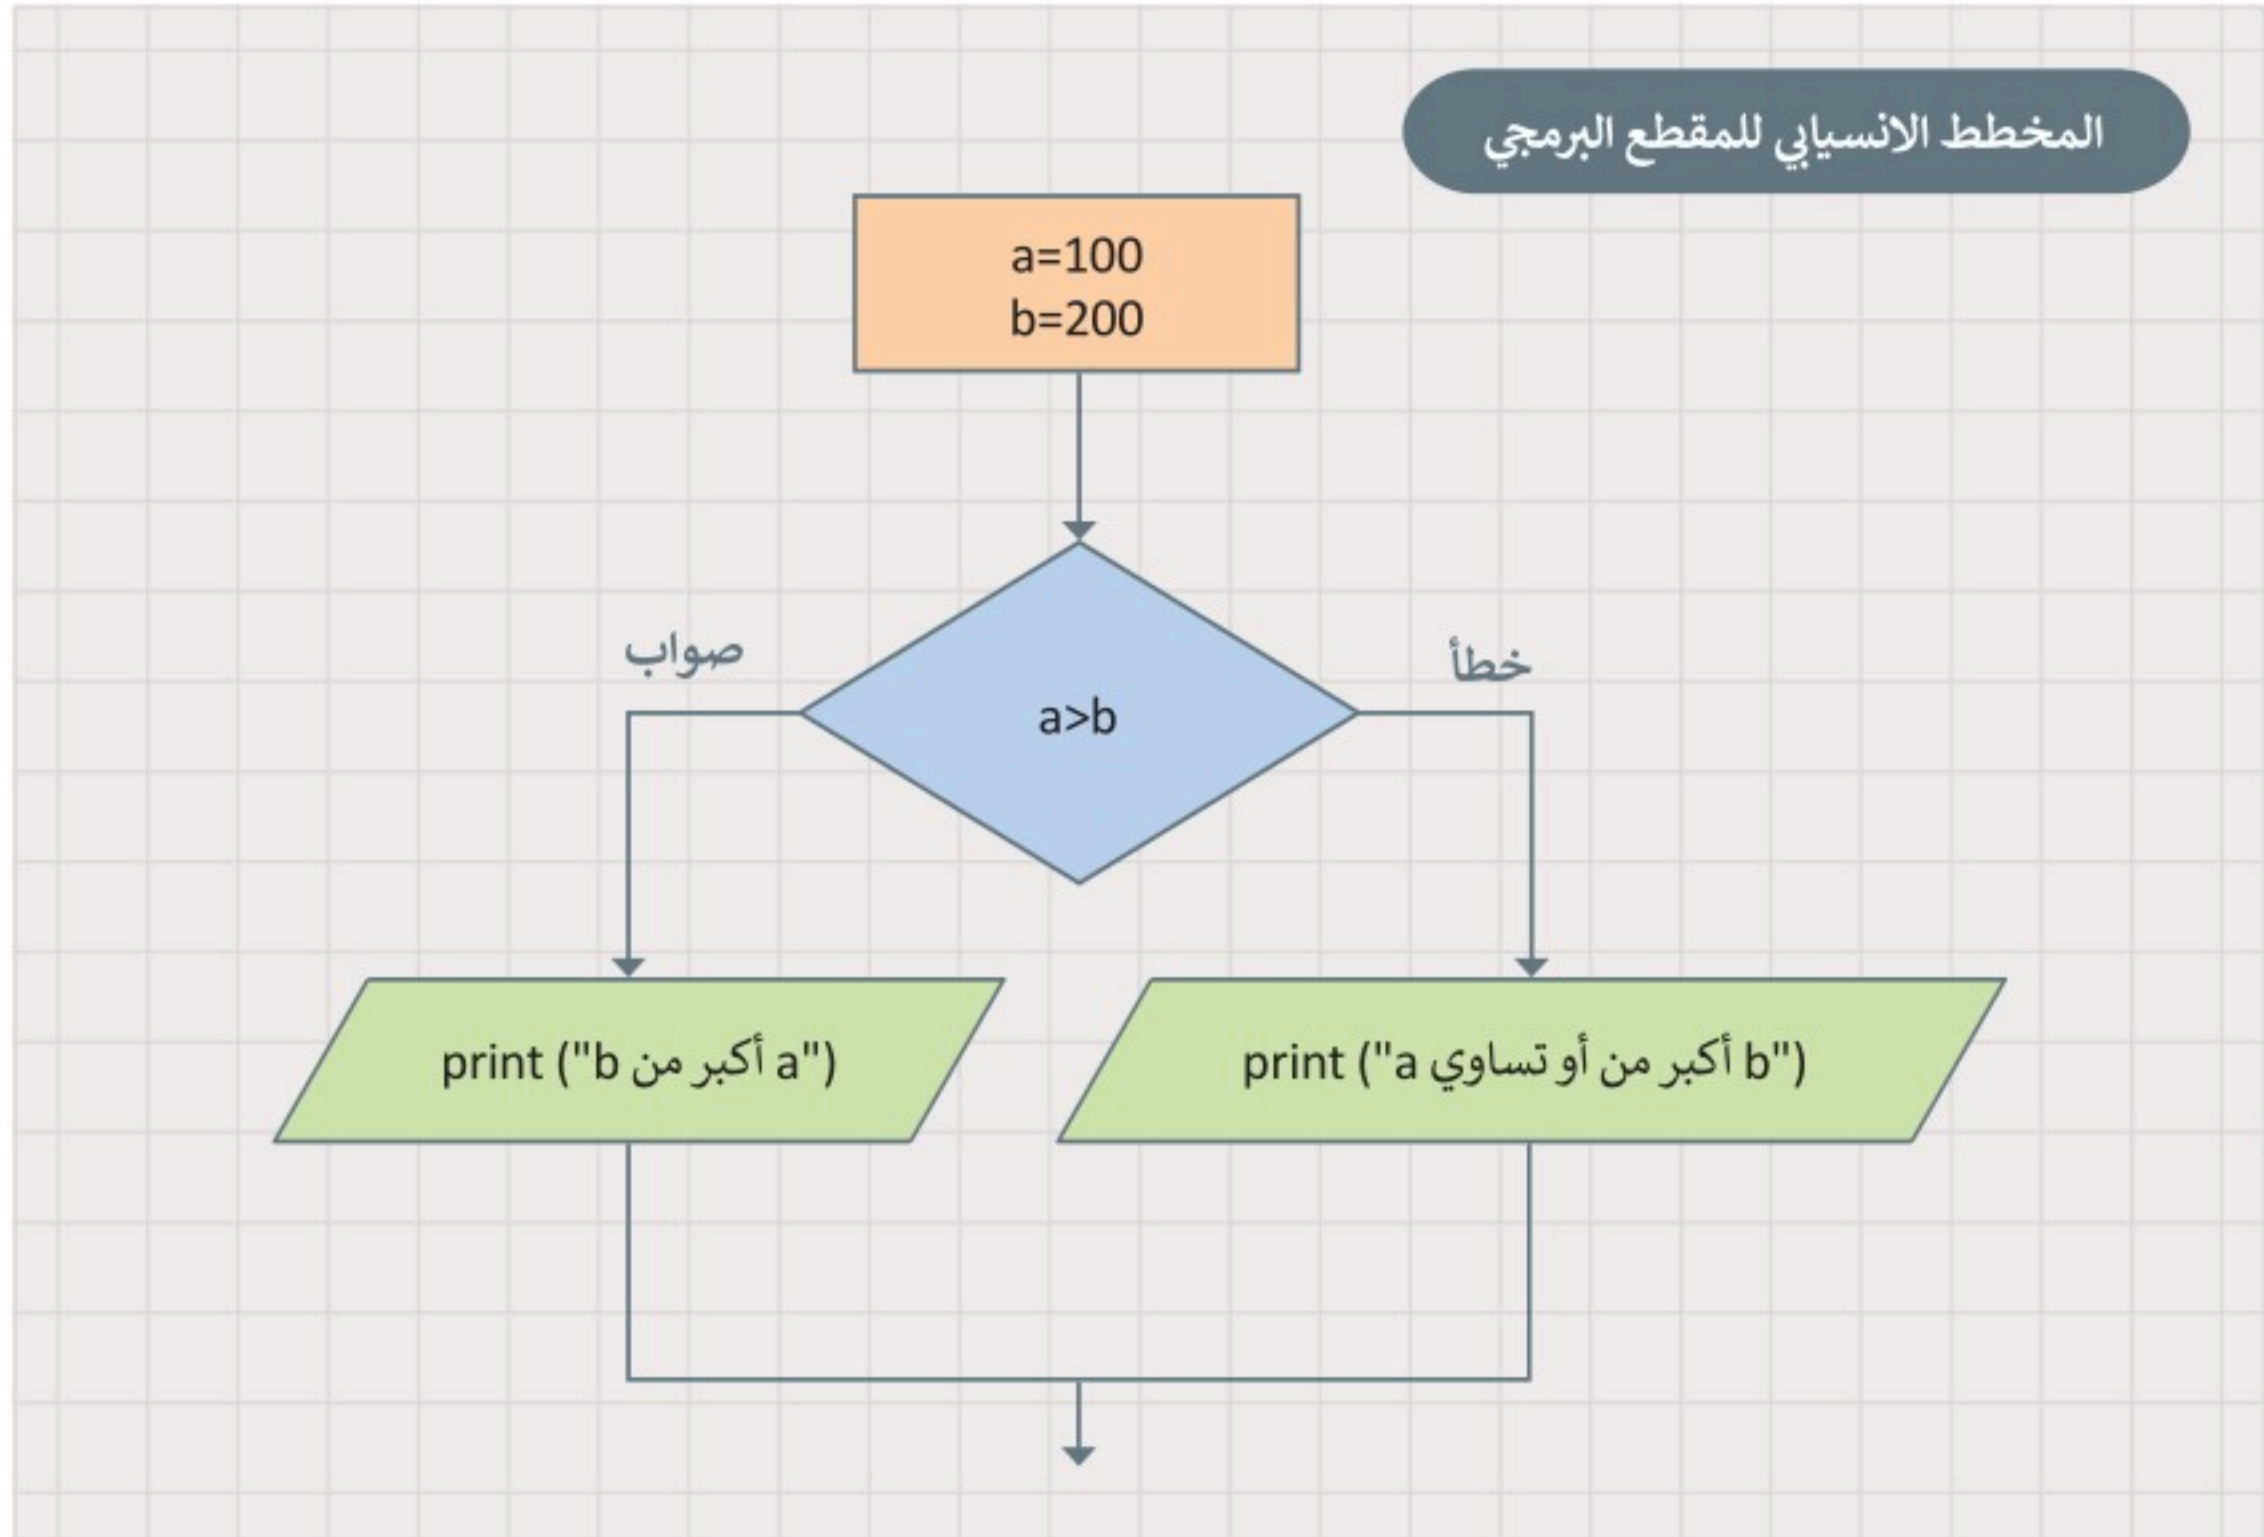 المخطط الانسيابي للمقطع البرمجي
a=100
b=200
a>b
صواب
خطأ
print ("a أكبر من b")
print ("b أكبر من أو تساوي a")